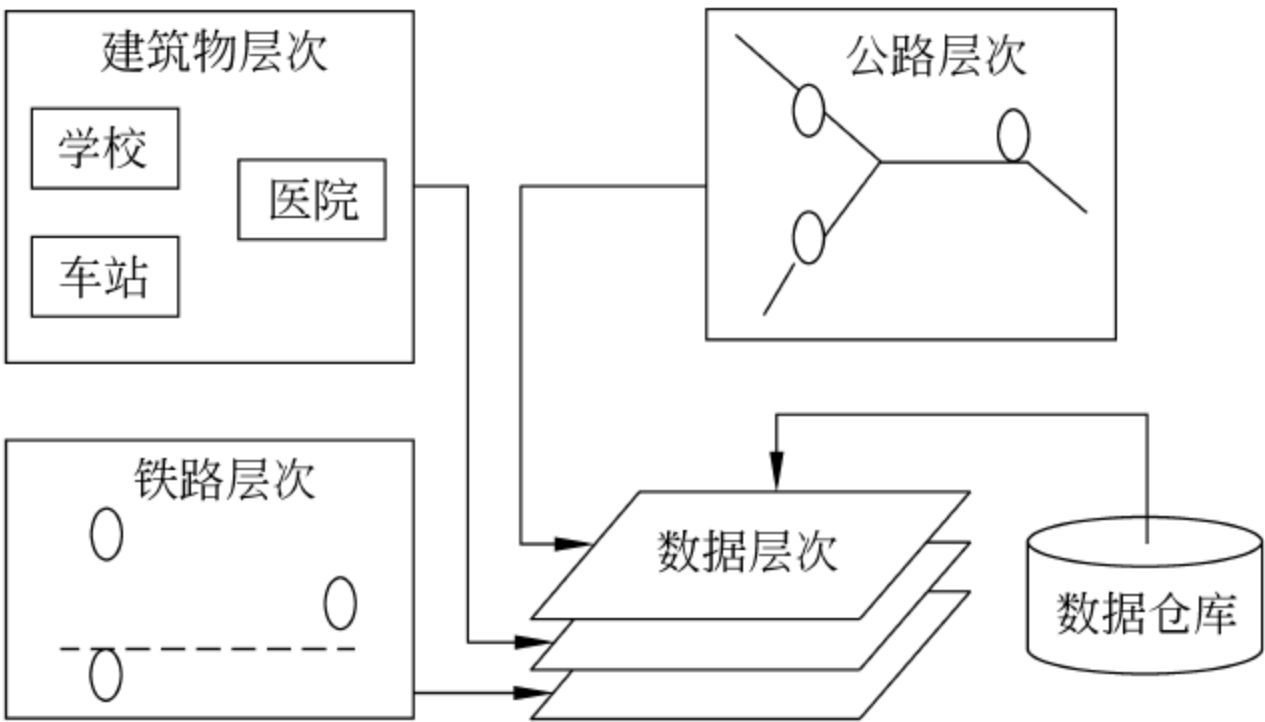 建筑物层次
学校
医院
车站
公路层次
铁路层次
数据层次
数据仓库